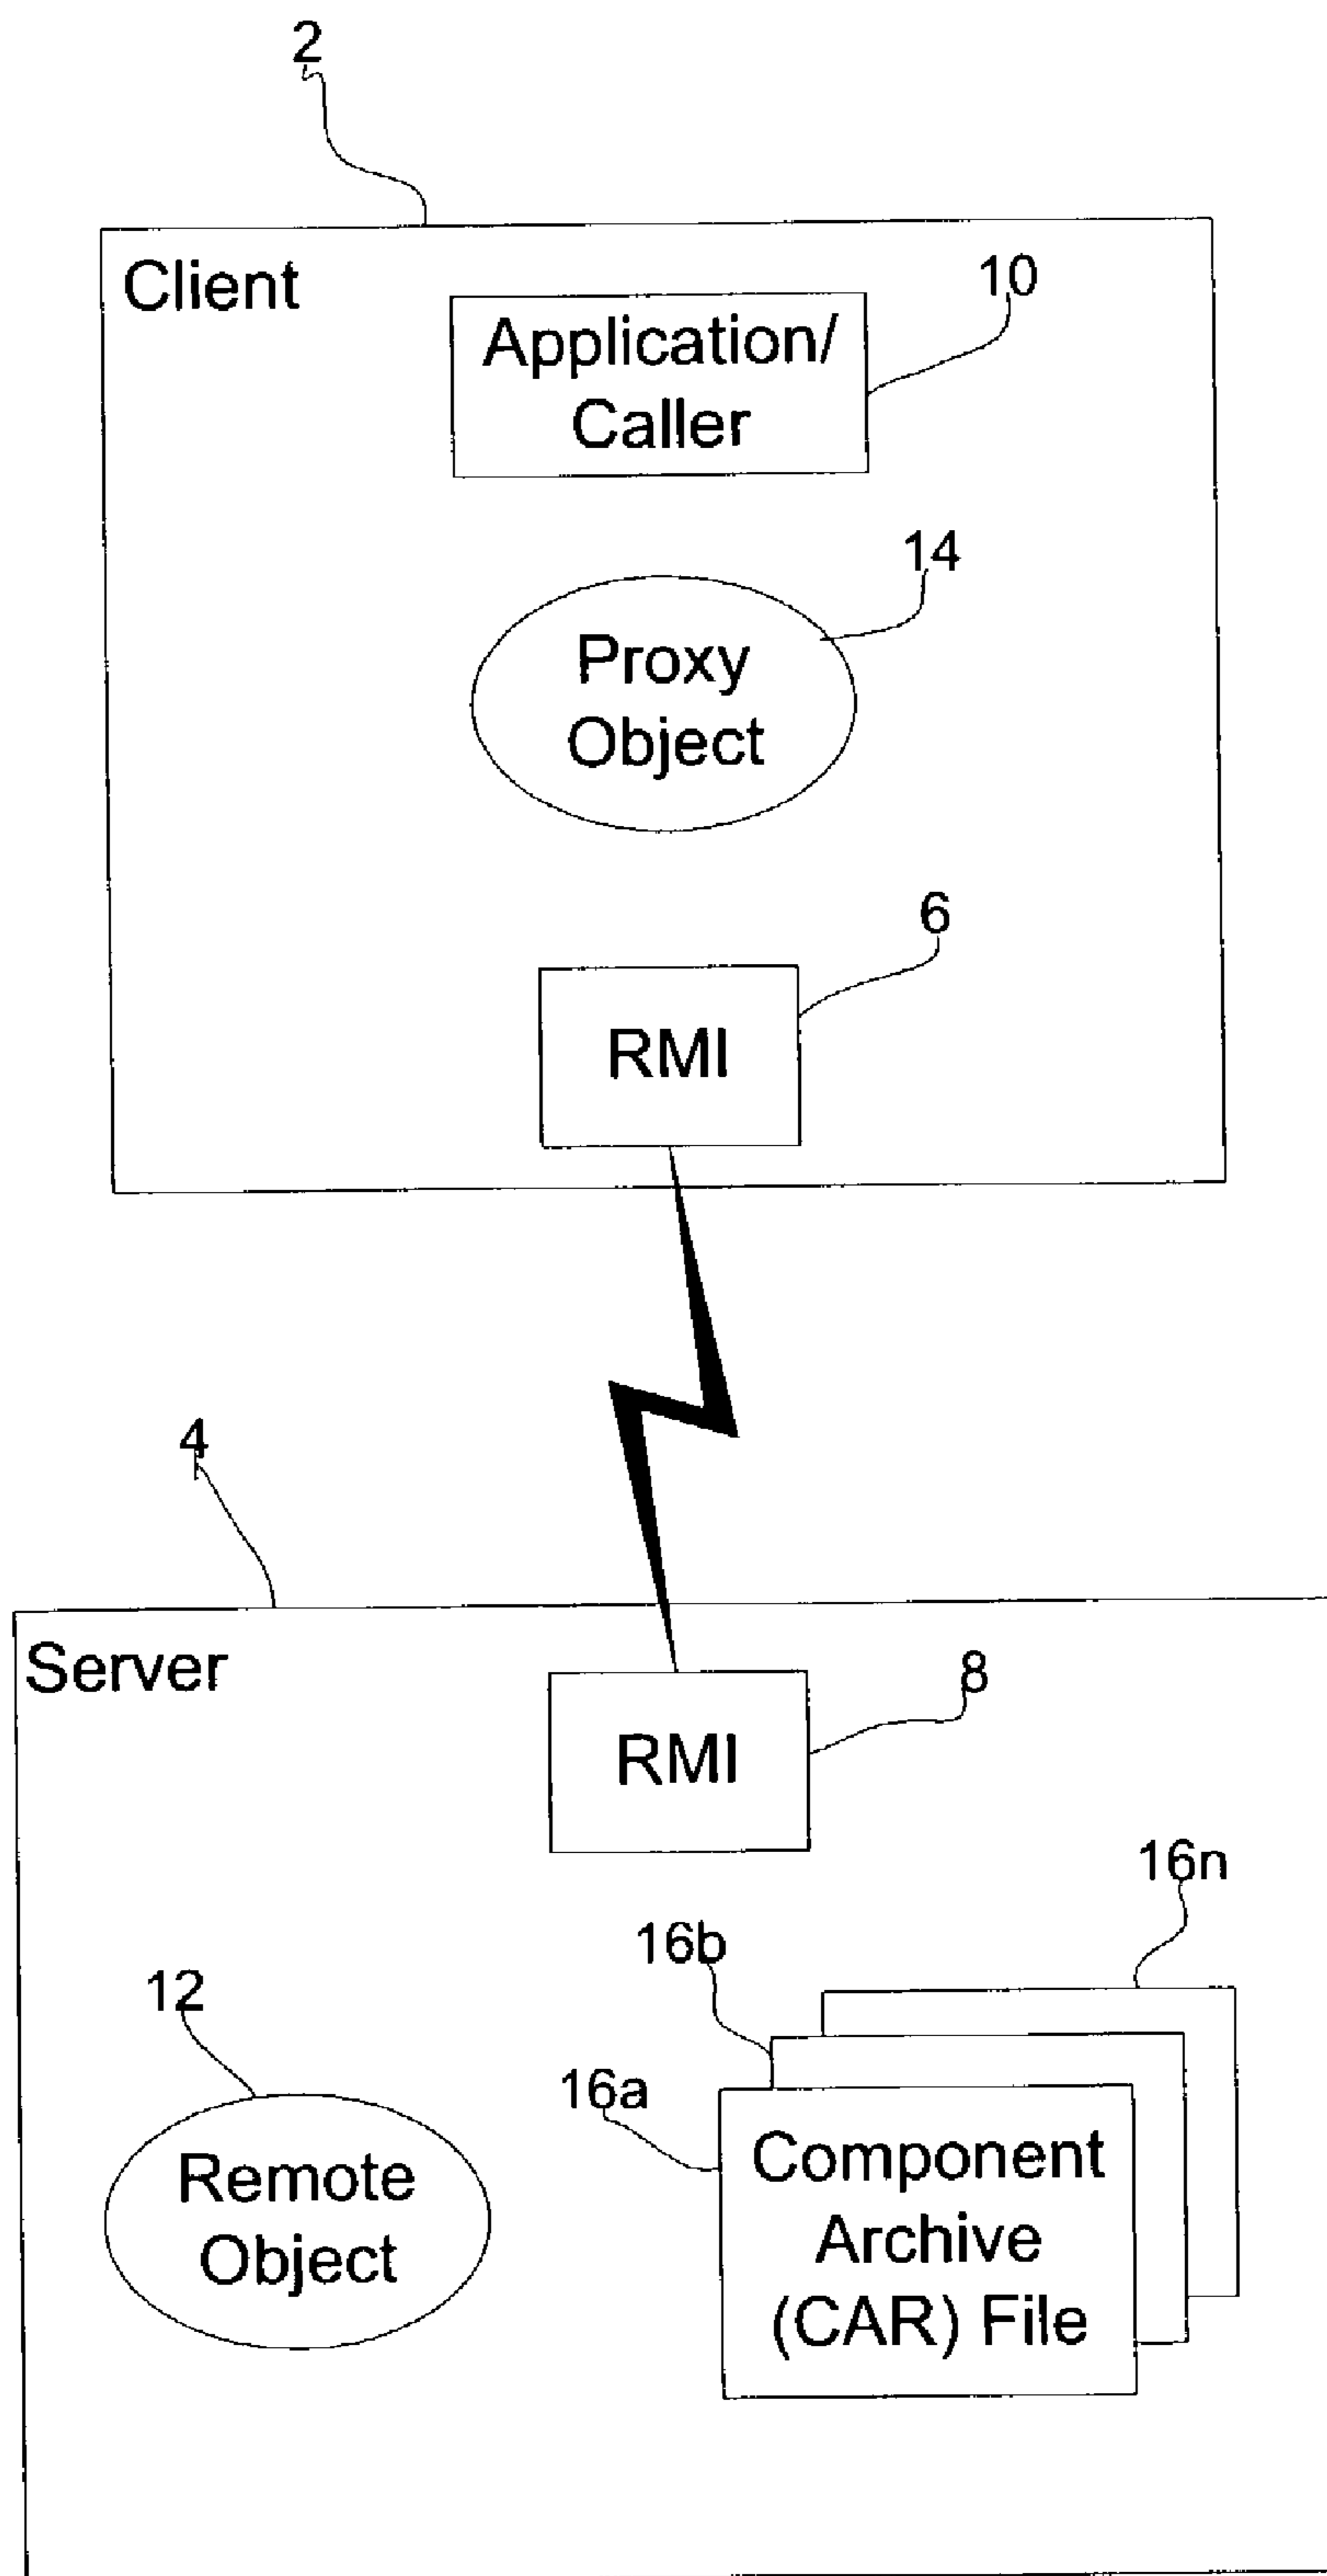 2
Client
10
Application/
Caller
14
Proxy
Object
6
RMI
4
Server
8
RMI
16n
16b
12
16a
Remote
Object
Component
Archive
(CAR) File